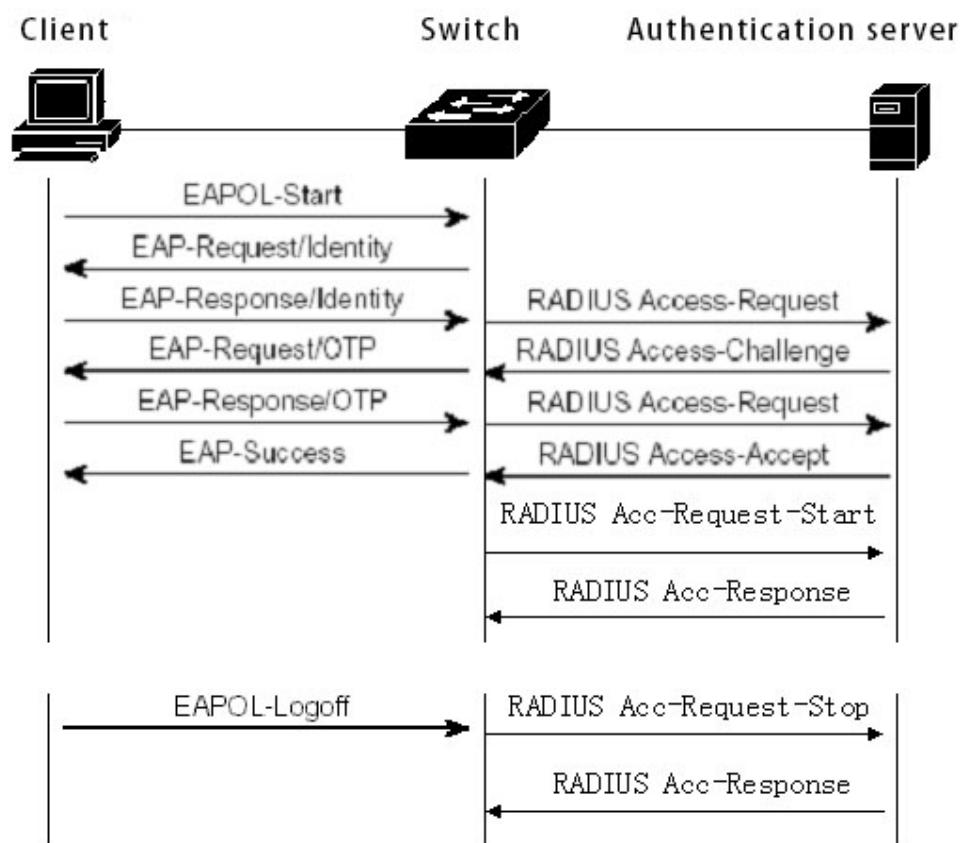 Client
Switch
Authentication server
EAPOL-Start
EAP-Request/Identity
EAP-Response/Identity
RADIUS Access-Request
EAP-Request/OTP
RADIUS Access-Challenge
EAP-Response/OTP
RADIUS Access-Request
EAP-Success
RADIUS Access-Accept
RADIUS Acc-Request-Start
RADIUS Acc-Response
EAPOL-Logoff
RADIUS Acc-Request-Stop
RADIUS Acc-Response